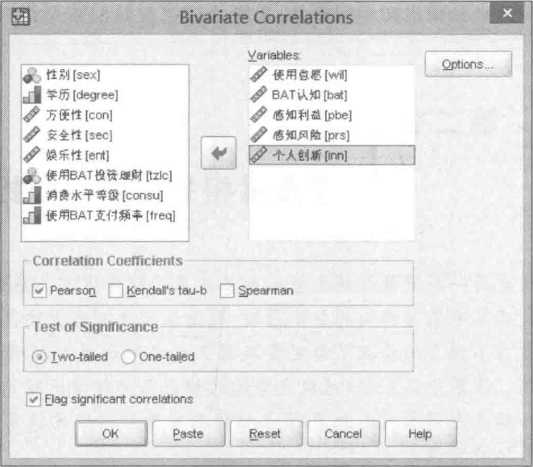 Bivariate Correlations
Variables:
性别 [sex]
学历 [degree]
方便性 [con]
安全性 [sec]
娱乐性 [ent]
使用BAT投资理财 [tzlc]
消费水平等级 [consu]
使用BAT支付频率 [freq]
使用意愿 [wil]
BAT认知 [bat]
感知利益 [pbe]
感知风险 [prs]
个人创新 [inn]
Options...
Correlation Coefficients
Pearson Kendall's tau-b Spearman
Test of Significance
Two-tailed One-tailed
Flag significant correlations
OK Paste Reset Cancel Help